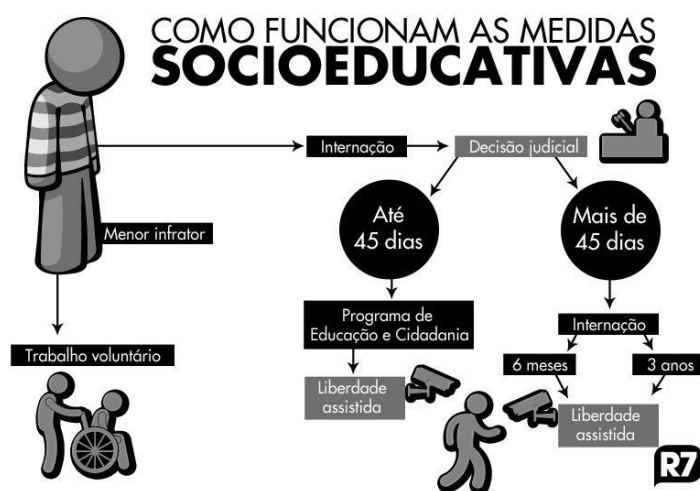 COMO FUNCIONAM AS MEDIDAS
SOCIOEDUCATIVAS
Internação
Decisão judicial
Menor infrator
Até
45 dias
Mais de
45 dias
Programa de
Educação e Cidadania
Internação
Trabalho voluntário
6 meses
3 anos
Liberdade
assistida
Liberdade
assistida
R7